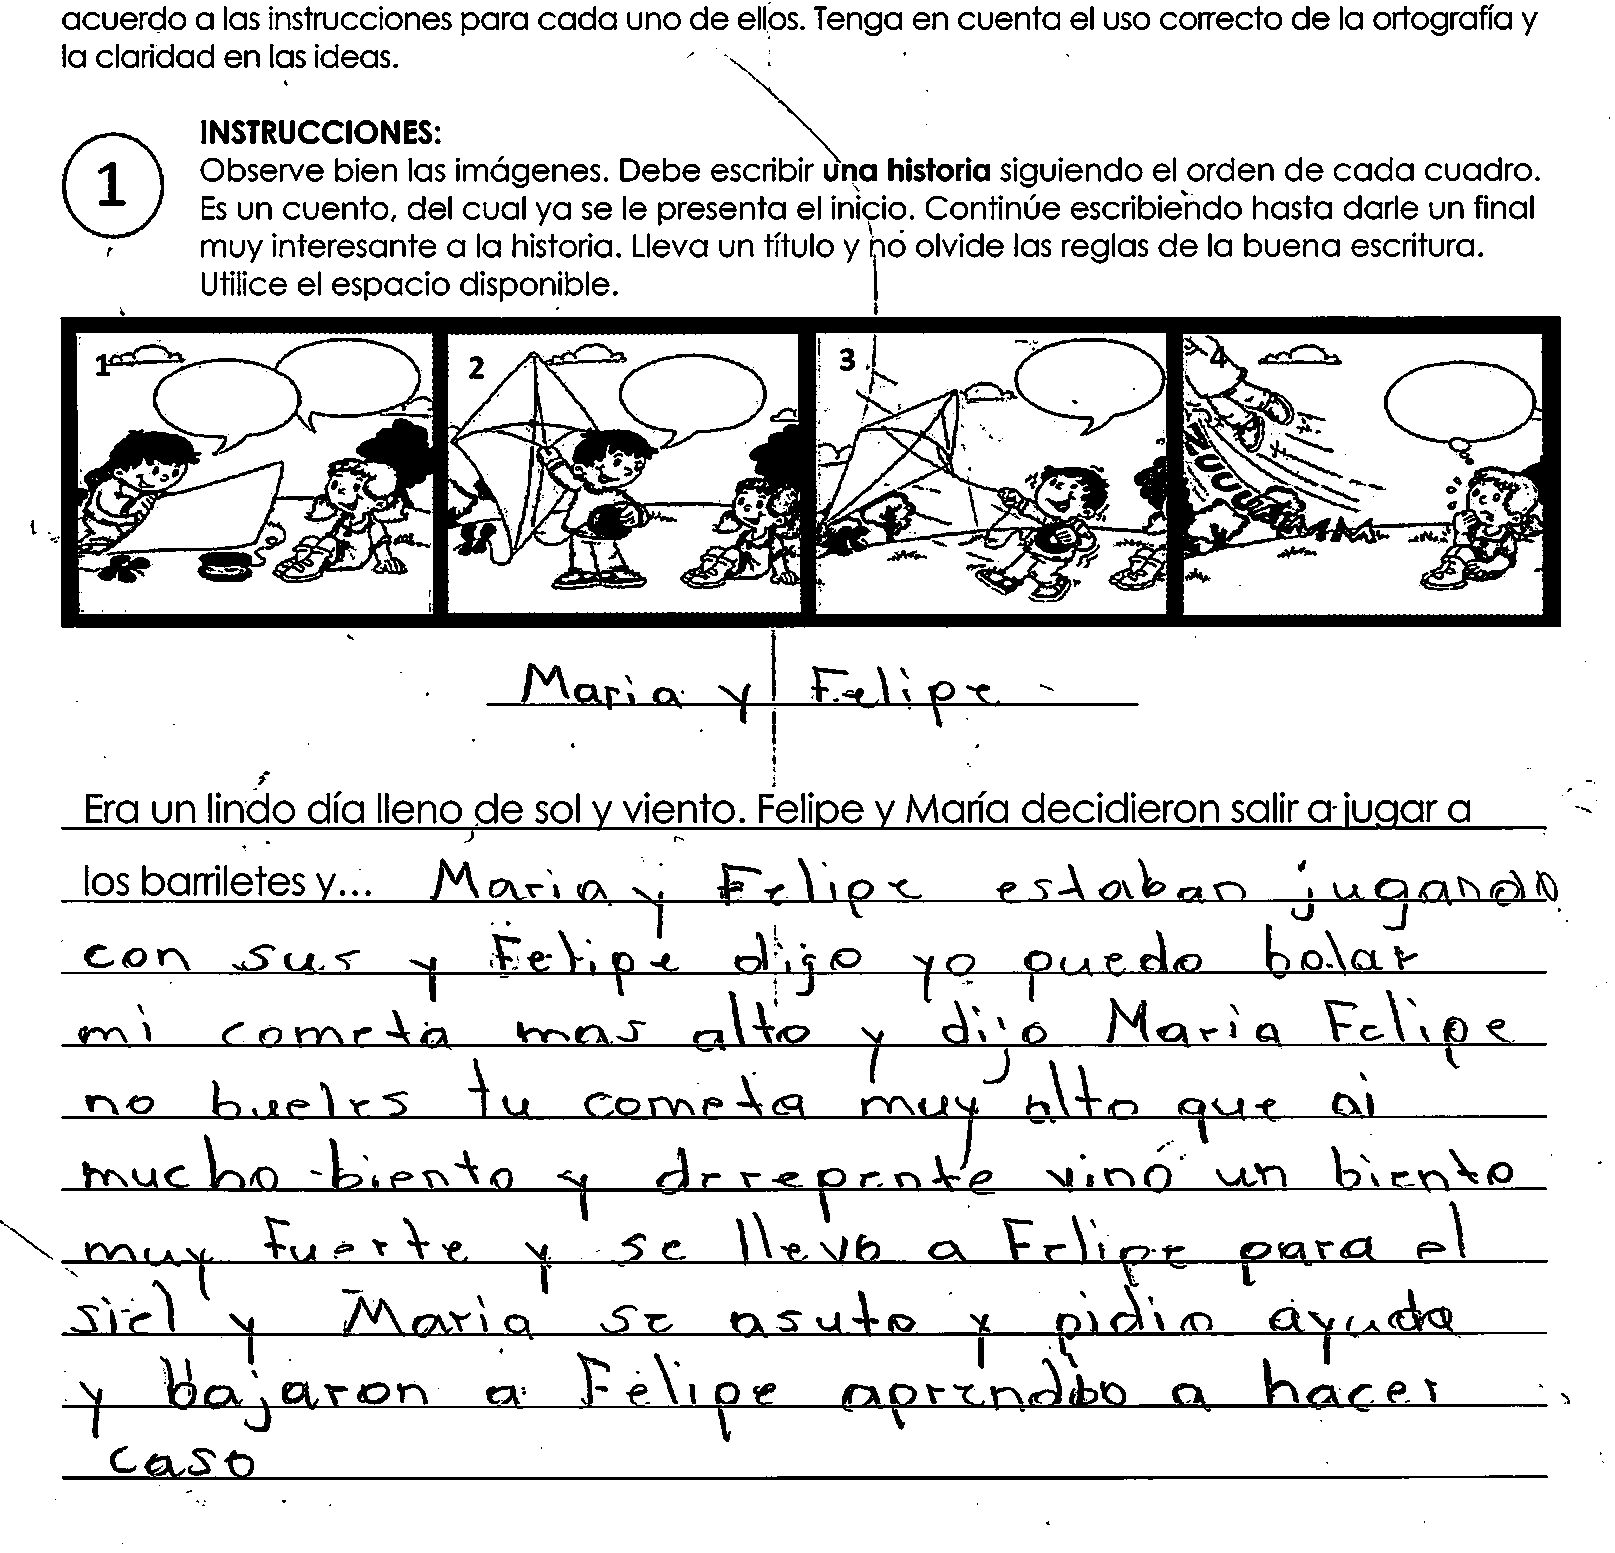 acuerdo a las instrucciones para cada uno de ellos. Tenga en cuenta el uso correcto de la ortografía y
la claridad en las ideas.
1
INSTRUCCIONES:
Observe bien las imágenes. Debe escribir una historia siguiendo el orden de cada cuadro.
Es un cuento, del cual ya se le presenta el inicio. Continúe escribiendo hasta darle un final
muy interesante a la historia. Lleva un título y no olvide las reglas de la buena escritura.
Utilice el espacio disponible.
1 2 3 4
Maria y Felipe
Era un lindo día lleno de sol y viento. Felipe y María decidieron salir a jugar a
los barriletes y... Maria y Felipe estaban jugando
con sus y Felipe digo yo puedo bolar
mi cometa mas alto y dijo Maria Felipe
no bueles tu cometa muy alto que ai
mucho biento y derrepente vino un biento
muy fuerte y se llevo a Felipe para el
siel y Maria se asuto y pidio ayuda
y bajaron a Felipe aprendio a hacer
caso